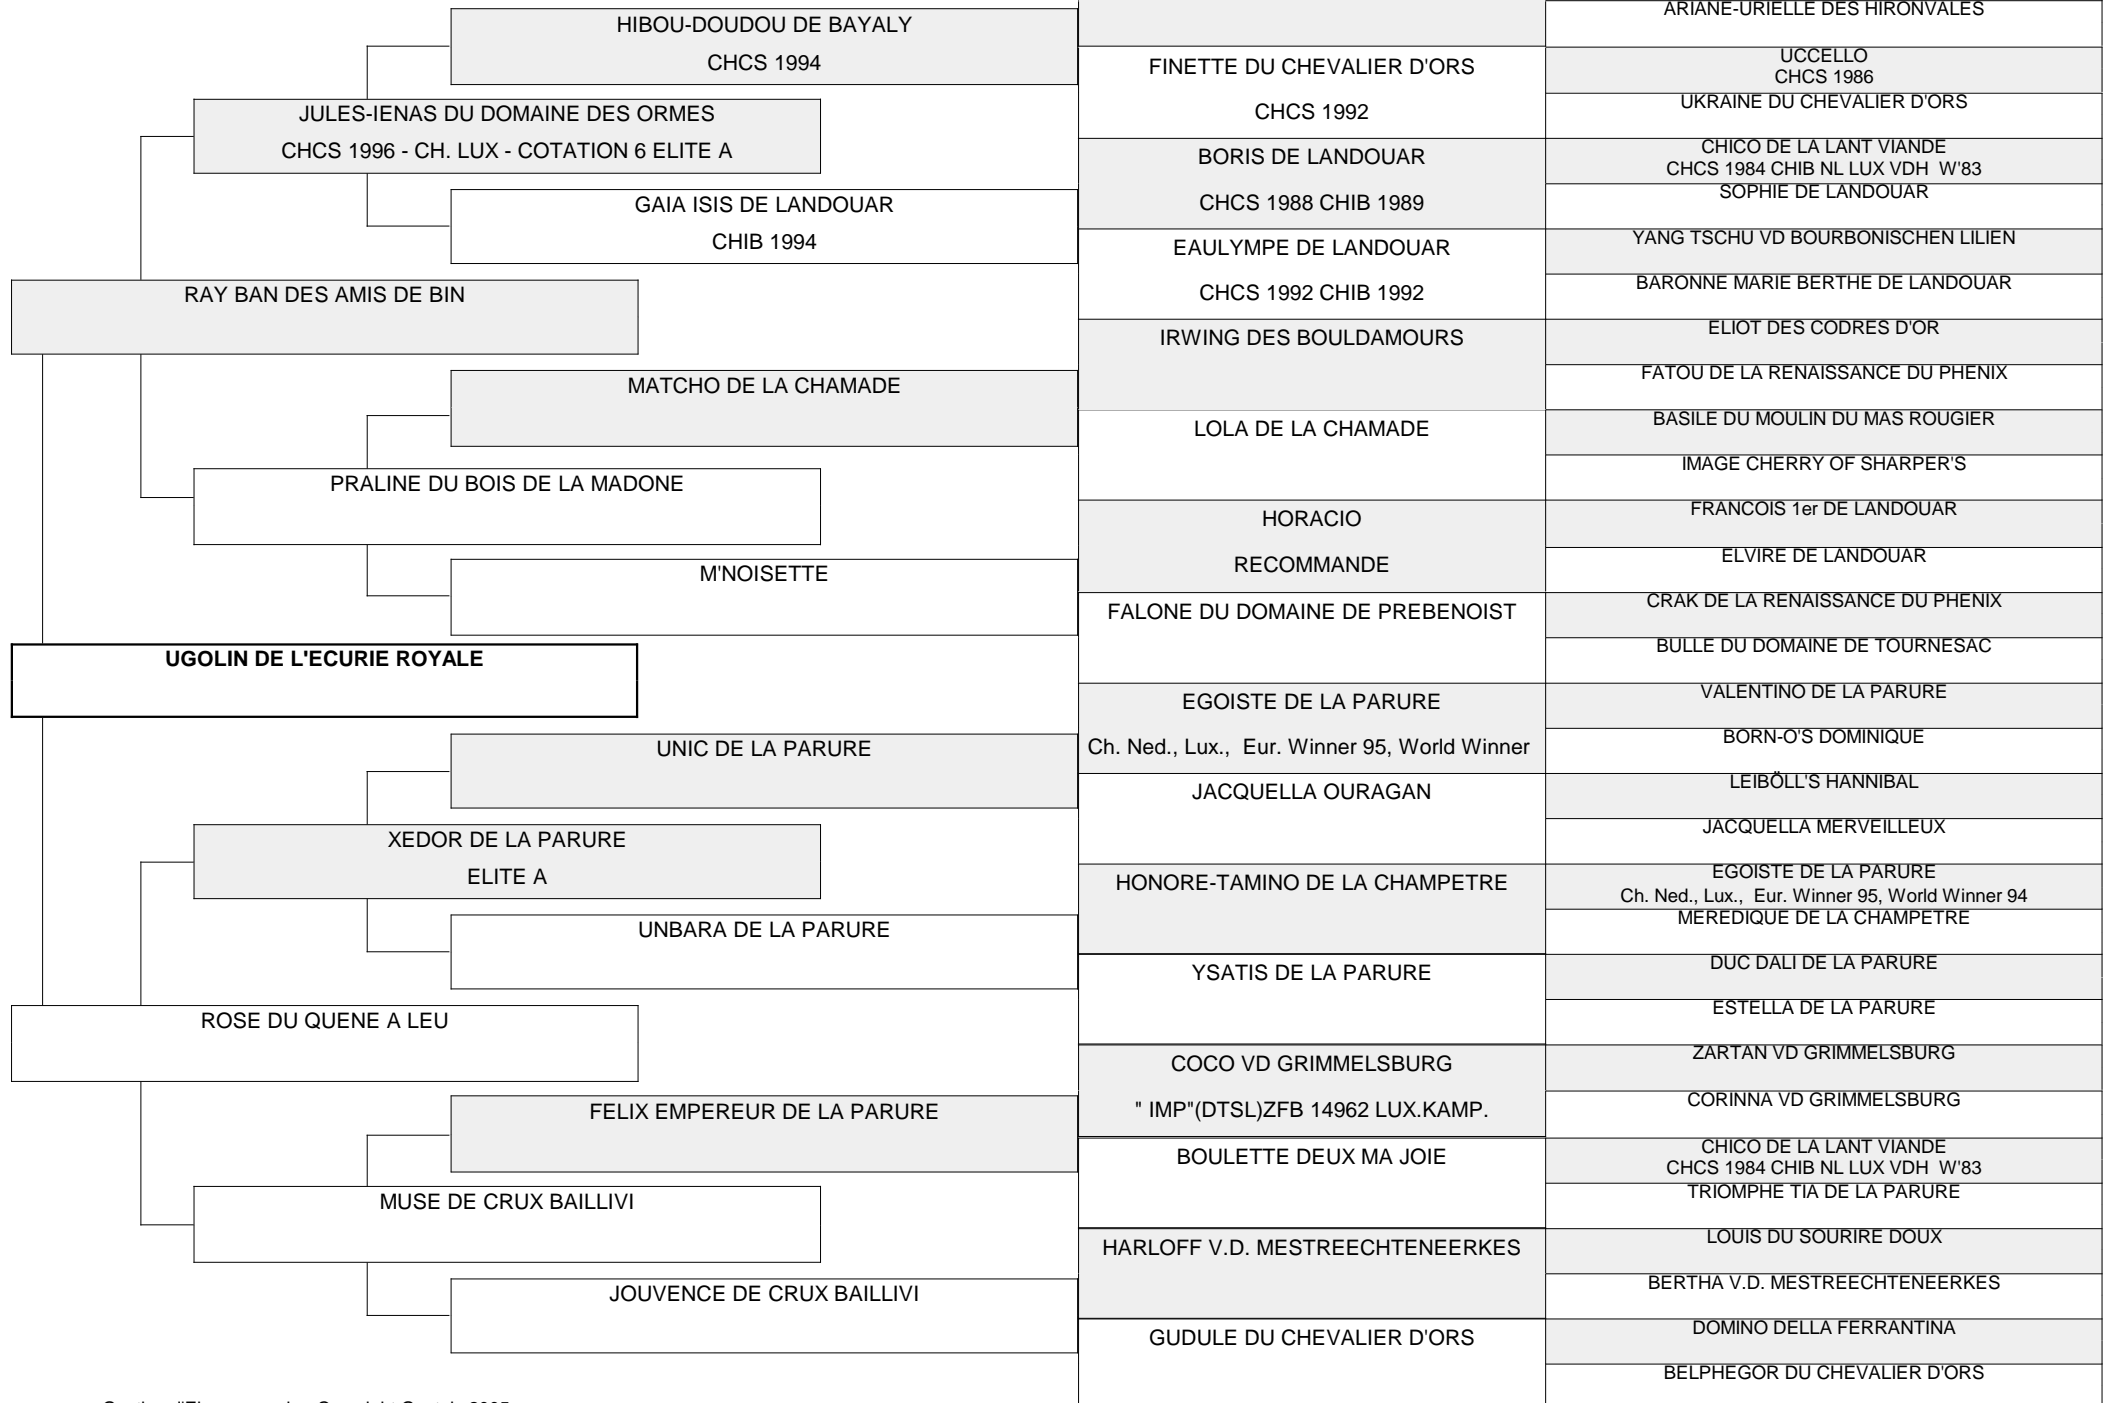 HIBOU-DOUDOU DE BAYALY
CHCS 1994
JULES-IENAS DU DOMAINE DES ORMES
CHCS 1996 - CH. LUX - COTATION 6 ELITE A
GAIA ISIS DE LANDOUAR
CHIB 1994
RAY BAN DES AMIS DE BIN
MATCHO DE LA CHAMADE
PRALINE DU BOIS DE LA MADONE
M'NOISETTE
UGOLIN DE L'ECURIE ROYALE
UNIC DE LA PARURE
XEDOR DE LA PARURE
ELITE A
UNBARA DE LA PARURE
ROSE DU QUENE A LEU
FELIX EMPEREUR DE LA PARURE
MUSE DE CRUX BAILLIVI
JOUVENCE DE CRUX BAILLIVI
FINETTE DU CHEVALIER D'ORS
CHCS 1992
BORIS DE LANDOUAR
CHCS 1988 CHIB 1989
EAULYMPE DE LANDOUAR
CHCS 1992 CHIB 1992
IRWING DES BOULDAMOURS
LOLA DE LA CHAMADE
HORACIO
RECOMMANDE
FALONE DU DOMAINE DE PREBENOIST
EGOISTE DE LA PARURE
Ch. Ned., Lux., Eur. Winner 95, World Winner
JACQUELLA OURAGAN
HONORE-TAMINO DE LA CHAMPETRE
YSATIS DE LA PARURE
COCO VD GRIMMELSBURG
" IMP"(DTSL)ZFB 14962 LUX.KAMP.
BOULETTE DEUX MA JOIE
HARLOFF V.D. MESTREECHTENEERKES
GUDULE DU CHEVALIER D'ORS
ARIANE-URIELLE DES HIRONVALES
UCCELLO
CHCS 1986
UKRAINE DU CHEVALIER D'ORS
CHICO DE LA LANT VIANDE
CHCS 1984 CHIB NL LUX VDH W'83
SOPHIE DE LANDOUAR
YANG TSCHU VD BOURBONISCHEN LILIEN
BARONNE MARIE BERTHE DE LANDOUAR
ELIOT DES CODRES D'OR
FATOU DE LA RENAISSANCE DU PHENIX
BASILE DU MOULIN DU MAS ROUGIER
IMAGE CHERRY OF SHARPER'S
FRANCOIS 1er DE LANDOUAR
ELVIRE DE LANDOUAR
CRAK DE LA RENAISSANCE DU PHENIX
BULLE DU DOMAINE DE TOURNESAC
VALENTINO DE LA PARURE
BORN-O'S DOMINIQUE
LEIBÖLL'S HANNIBAL
JACQUELLA MERVEILLEUX
EGOISTE DE LA PARURE
Ch. Ned., Lux., Eur. Winner 95, World Winner 94
MEREDIQUE DE LA CHAMPETRE
DUC DALI DE LA PARURE
ESTELLA DE LA PARURE
ZARTAN VD GRIMMELSBURG
CORINNA VD GRIMMELSBURG
CHICO DE LA LANT VIANDE
CHCS 1984 CHIB NL LUX VDH W'83
TRIOMPHE TIA DE LA PARURE
LOUIS DU SOURIRE DOUX
BERTHA V.D. MESTREECHTENEERKES
DOMINO DELLA FERRANTINA
BELPHEGOR DU CHEVALIER D'ORS